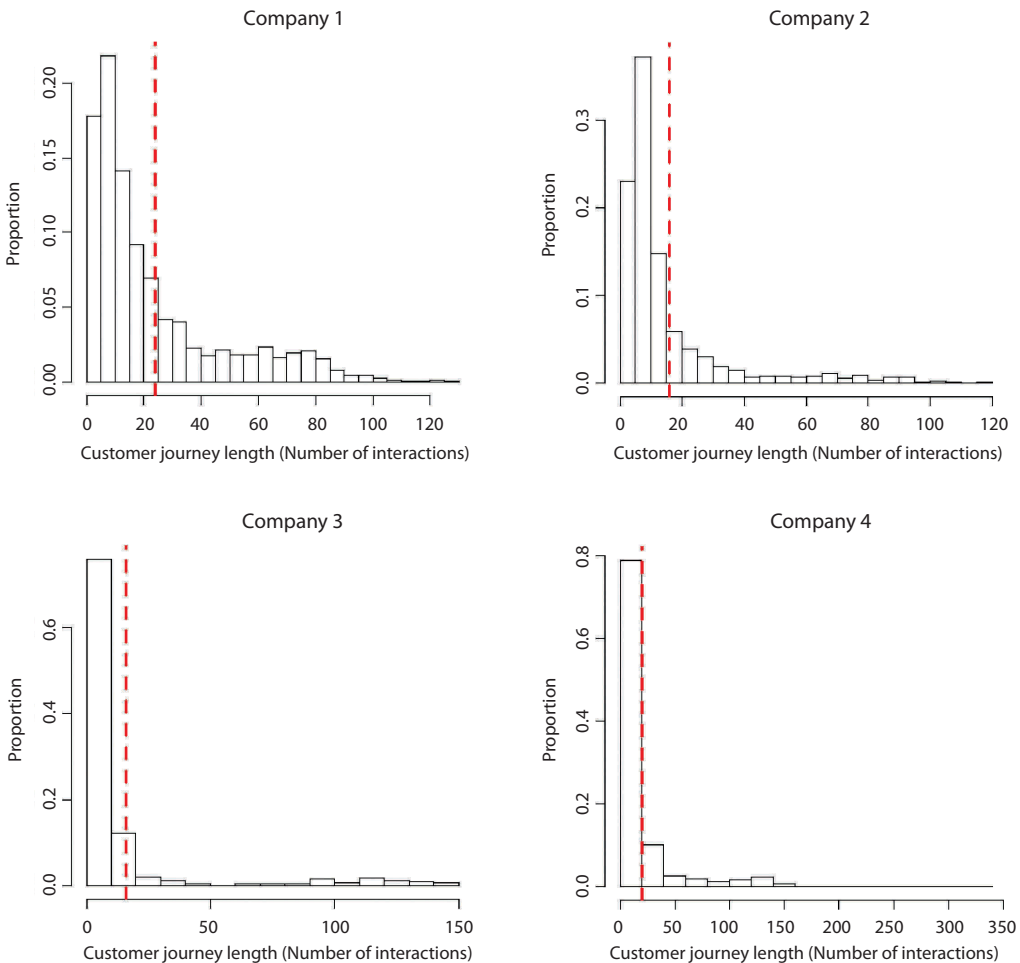 Company 1
Proportion
0.00 0.05 0.10 0.15 0.20
0 20 40 60 80 100 120
Customer journey length (Number of interactions)
Company 2
Proportion
0.0 0.1 0.2 0.3
0 20 40 60 80 100 120
Customer journey length (Number of interactions)
Company 3
Proportion
0.0 0.2 0.4 0.6
0 50 100 150
Customer journey length (Number of interactions)
Company 4
Proportion
0.0 0.2 0.4 0.6 0.8
0 50 100 150 200 250 300 350
Customer journey length (Number of interactions)